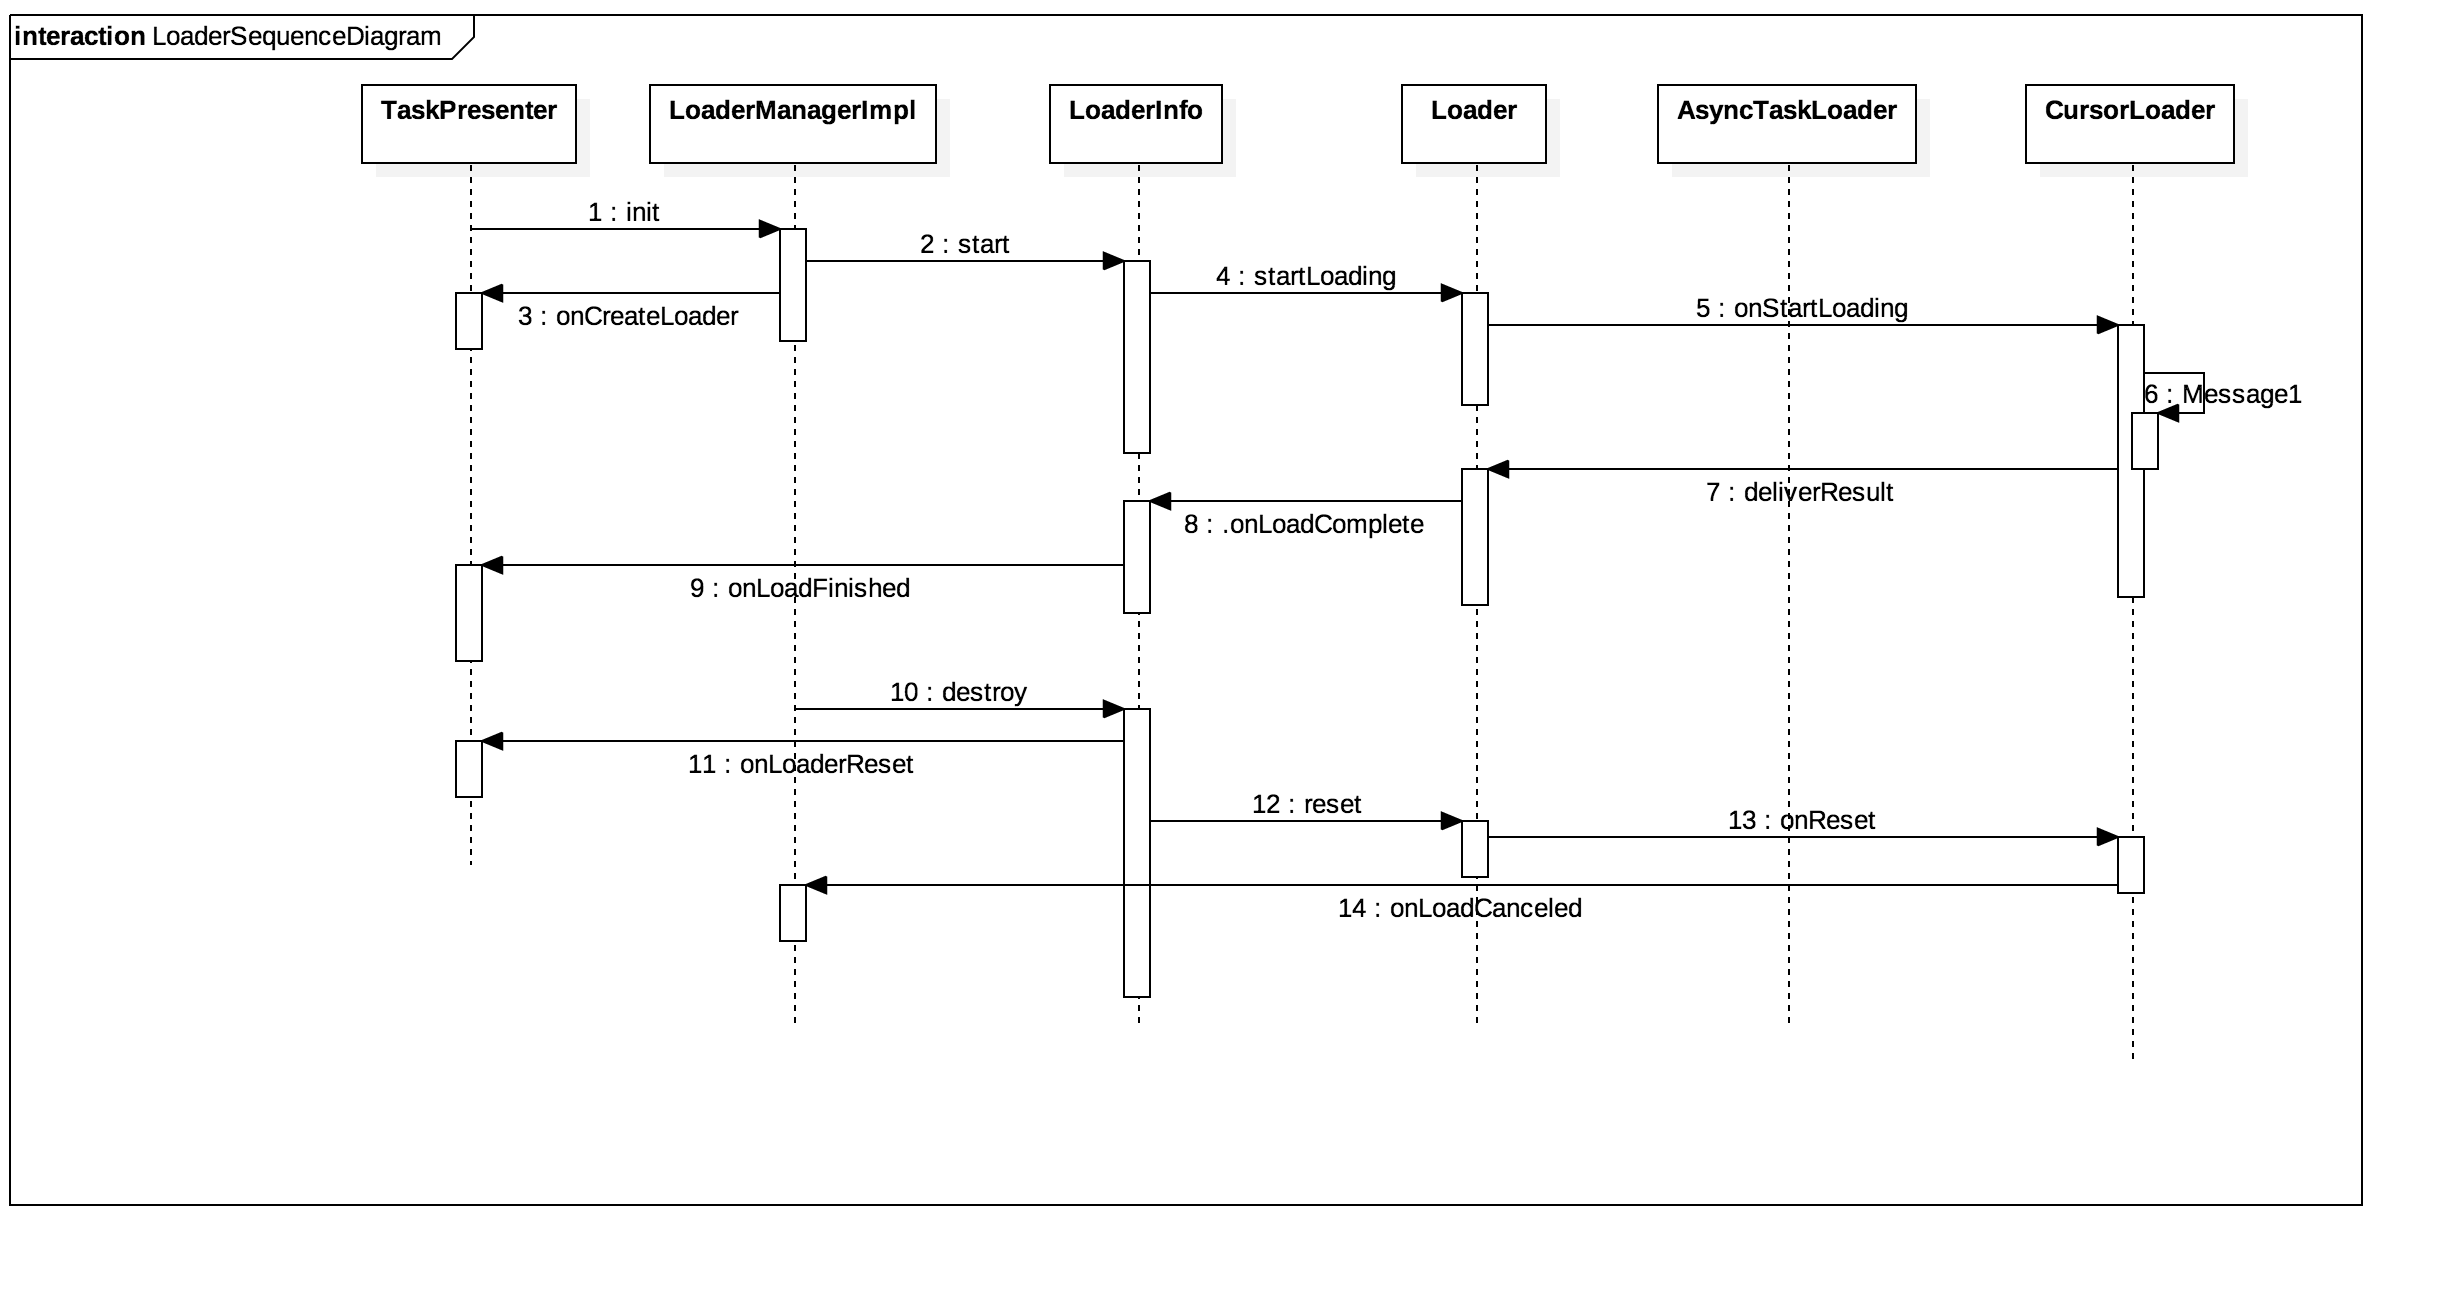 interaction LoaderSequenceDiagram
TaskPresenter
LoaderManagerImpl
LoaderInfo
Loader
AsyncTaskLoader
CursorLoader
1 : init
2 : start
3 : onCreateLoader
4 : startLoading
5 : onStartLoading
6 : Message1
7 : deliverResult
8 : .onLoadComplete
9 : onLoadFinished
10 : destroy
11 : onLoaderReset
12 : reset
13 : onReset
14 : onLoadCanceled